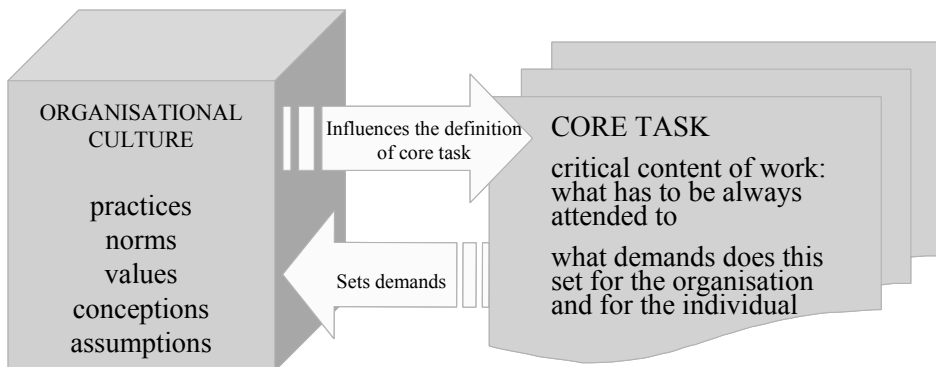 ORGANISATIONAL
CULTURE
practices
norms
values
conceptions
assumptions
Influences the definition
of core task
Sets demands
CORE TASK
critical content of work:
what has to be always
attended to
what demands does this
set for the organisation
and for the individual